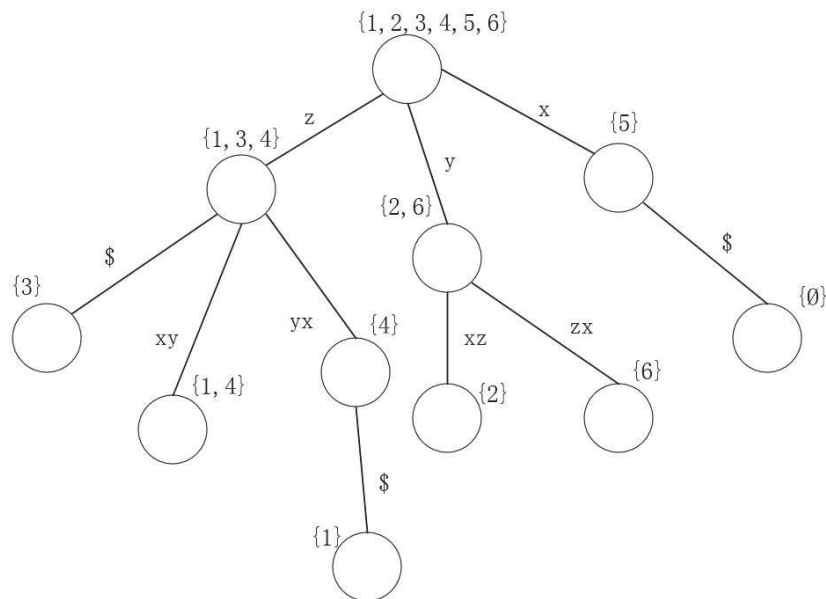 {1, 2, 3, 4, 5, 6}
z
x
{5}
{1, 3, 4}
y
{2, 6}
$
$
{3}
{∅}
xy
yx
{4}
xz
zx
{1, 4}
{2}
{6}
$
{1}